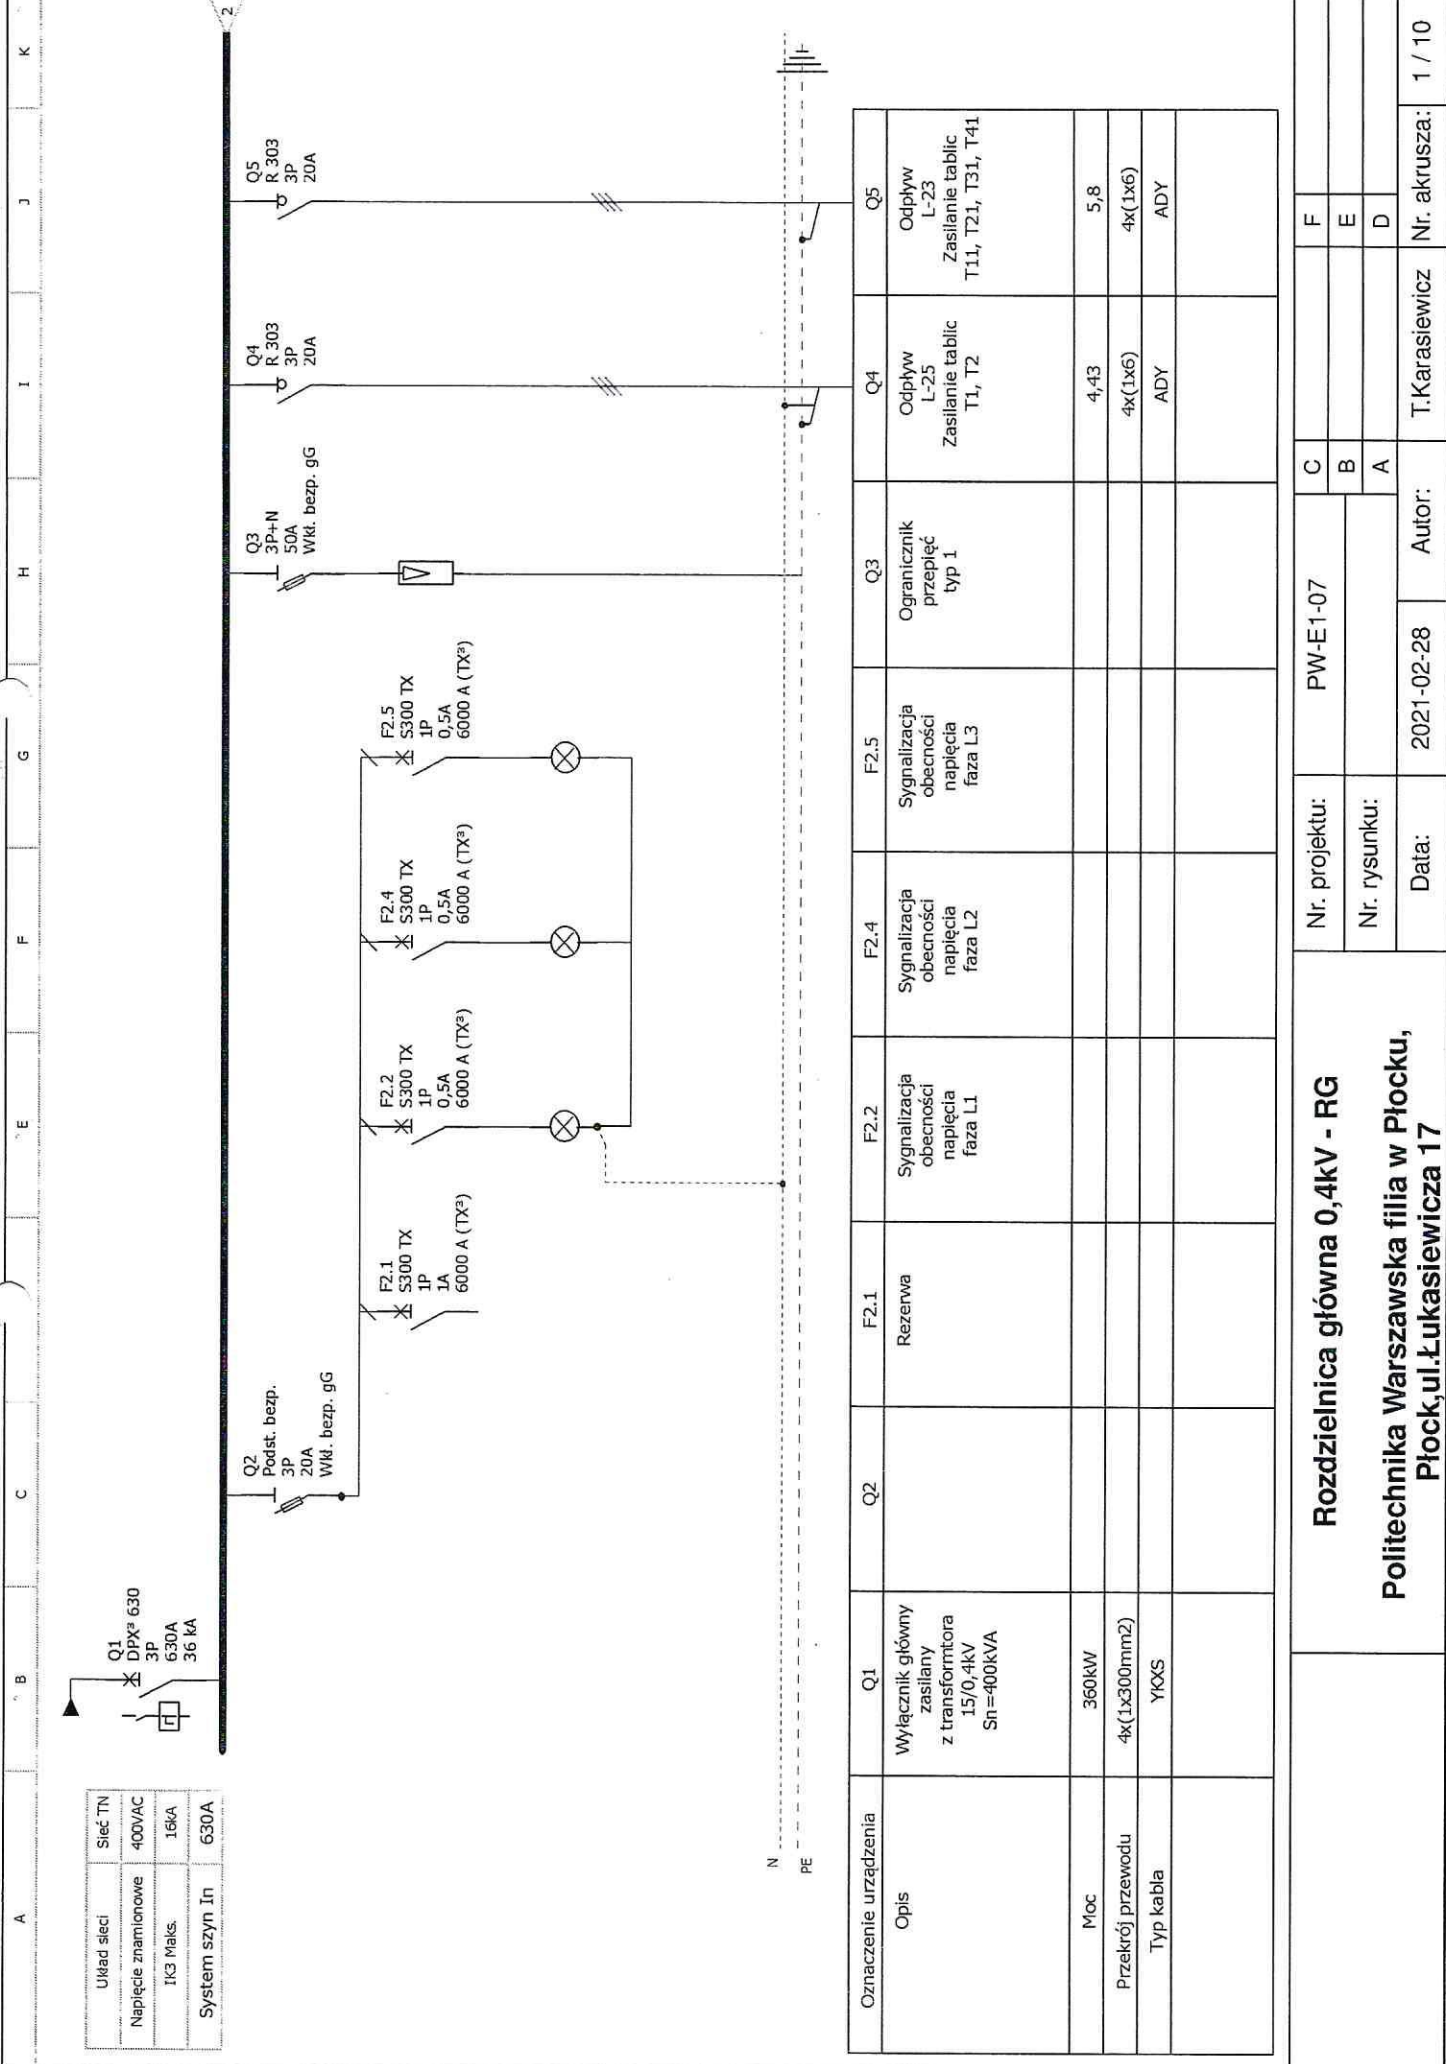 A B C E F G H I J K
Układ sieci Sieć TN
Napięcie znamionowe 400VAC
IK3 Maks. 16kA
System szyn In 630A
Q1
DPX³ 630
3P
630A
36 kA
2
Q2
Podst. bezp.
3P
20A
Wkł. bezp. gG
F2.1
S300 TX
1P
1A
6000 A (TX³)
F2.2
S300 TX
1P
0,5A
6000 A (TX³)
F2.4
S300 TX
1P
0,5A
6000 A (TX³)
F2.5
S300 TX
1P
0,5A
6000 A (TX³)
Q3
3P+N
50A
Wkł. bezp. gG
Q4
R 303
3P
20A
Q5
R 303
3P
20A
N
PE
Oznaczenie urządzenia Q1 Q2 F2.1 F2.2 F2.4 F2.5 Q3 Q4 Q5
Opis
Wyłącznik główny
zasilany
z transformtora
15/0,4kV
Sn=400kVA
Rezerwa
Sygnalizacja
obecności
napięcia
faza L1
Sygnalizacja
obecności
napięcia
faza L2
Sygnalizacja
obecności
napięcia
faza L3
Ogranicznik
przepięć
typ 1
Odpływ
L-25
Zasilanie tablic
T1, T2
Odpływ
L-23
Zasilanie tablic
T11, T21, T31, T41
Moc 360kW 4,43 5,8
Przekrój przewodu 4x(1x300mm2) 4x(1x6) 4x(1x6)
Typ kabla YKXS ADY ADY
Rozdzielnica główna 0,4kV - RG
Politechnika Warszawska filia w Płocku,
Płock,ul.Łukasiewicza 17
Nr. projektu: PW-E1-07 C F
Nr. rysunku: B E
A D
Data: 2021-02-28 Autor: T.Karasiewicz Nr. akrusza: 1 / 10